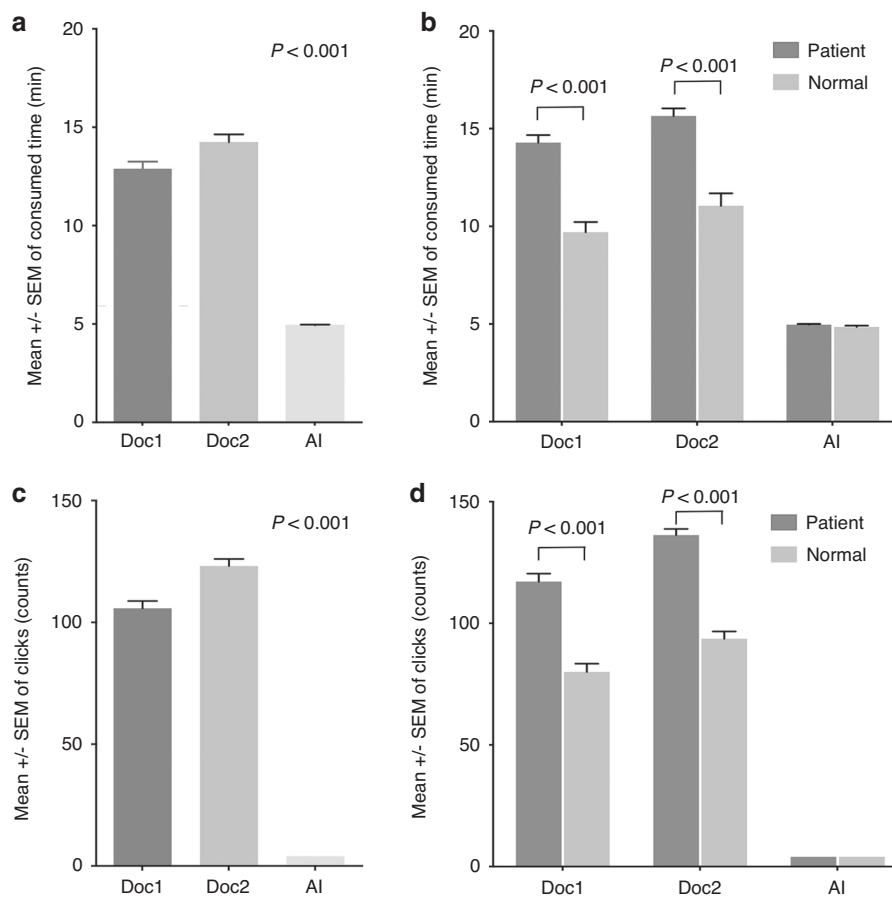 a
Mean +/- SEM of consumed time (min)
20
15
10
5
0
P < 0.001
Doc1 Doc2 AI
b
Mean +/- SEM of consumed time (min)
20
15
10
5
0
P < 0.001
P < 0.001
Patient
Normal
Doc1 Doc2 AI
c
Mean +/- SEM of clicks (counts)
150
100
50
0
P < 0.001
Doc1 Doc2 AI
d
Mean +/- SEM of clicks (counts)
150
100
50
0
P < 0.001
P < 0.001
Patient
Normal
Doc1 Doc2 AI